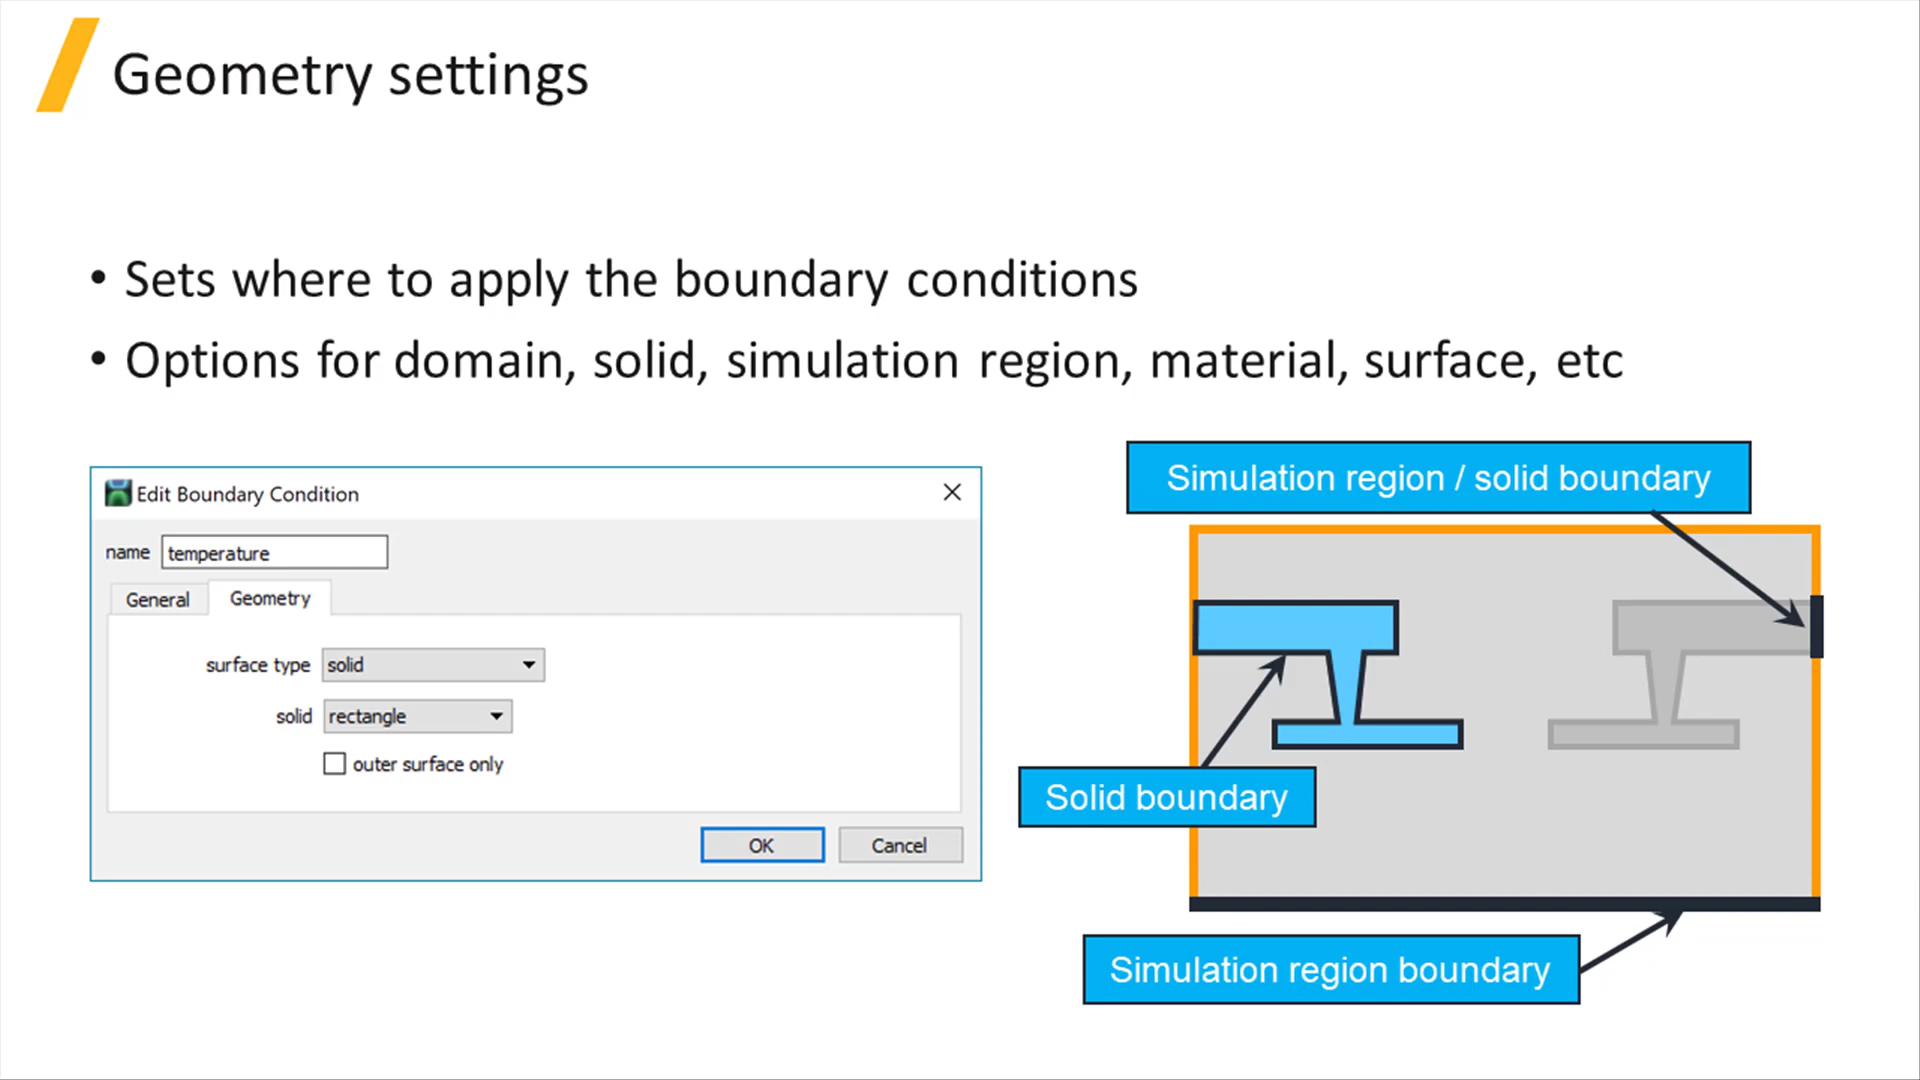 Geometry settings
• Sets where to apply the boundary conditions
• Options for domain, solid, simulation region, material, surface, etc
Edit Boundary Condition
name temperature
General Geometry
surface type solid
solid rectangle
outer surface only
OK Cancel
Simulation region / solid boundary
Solid boundary
Simulation region boundary